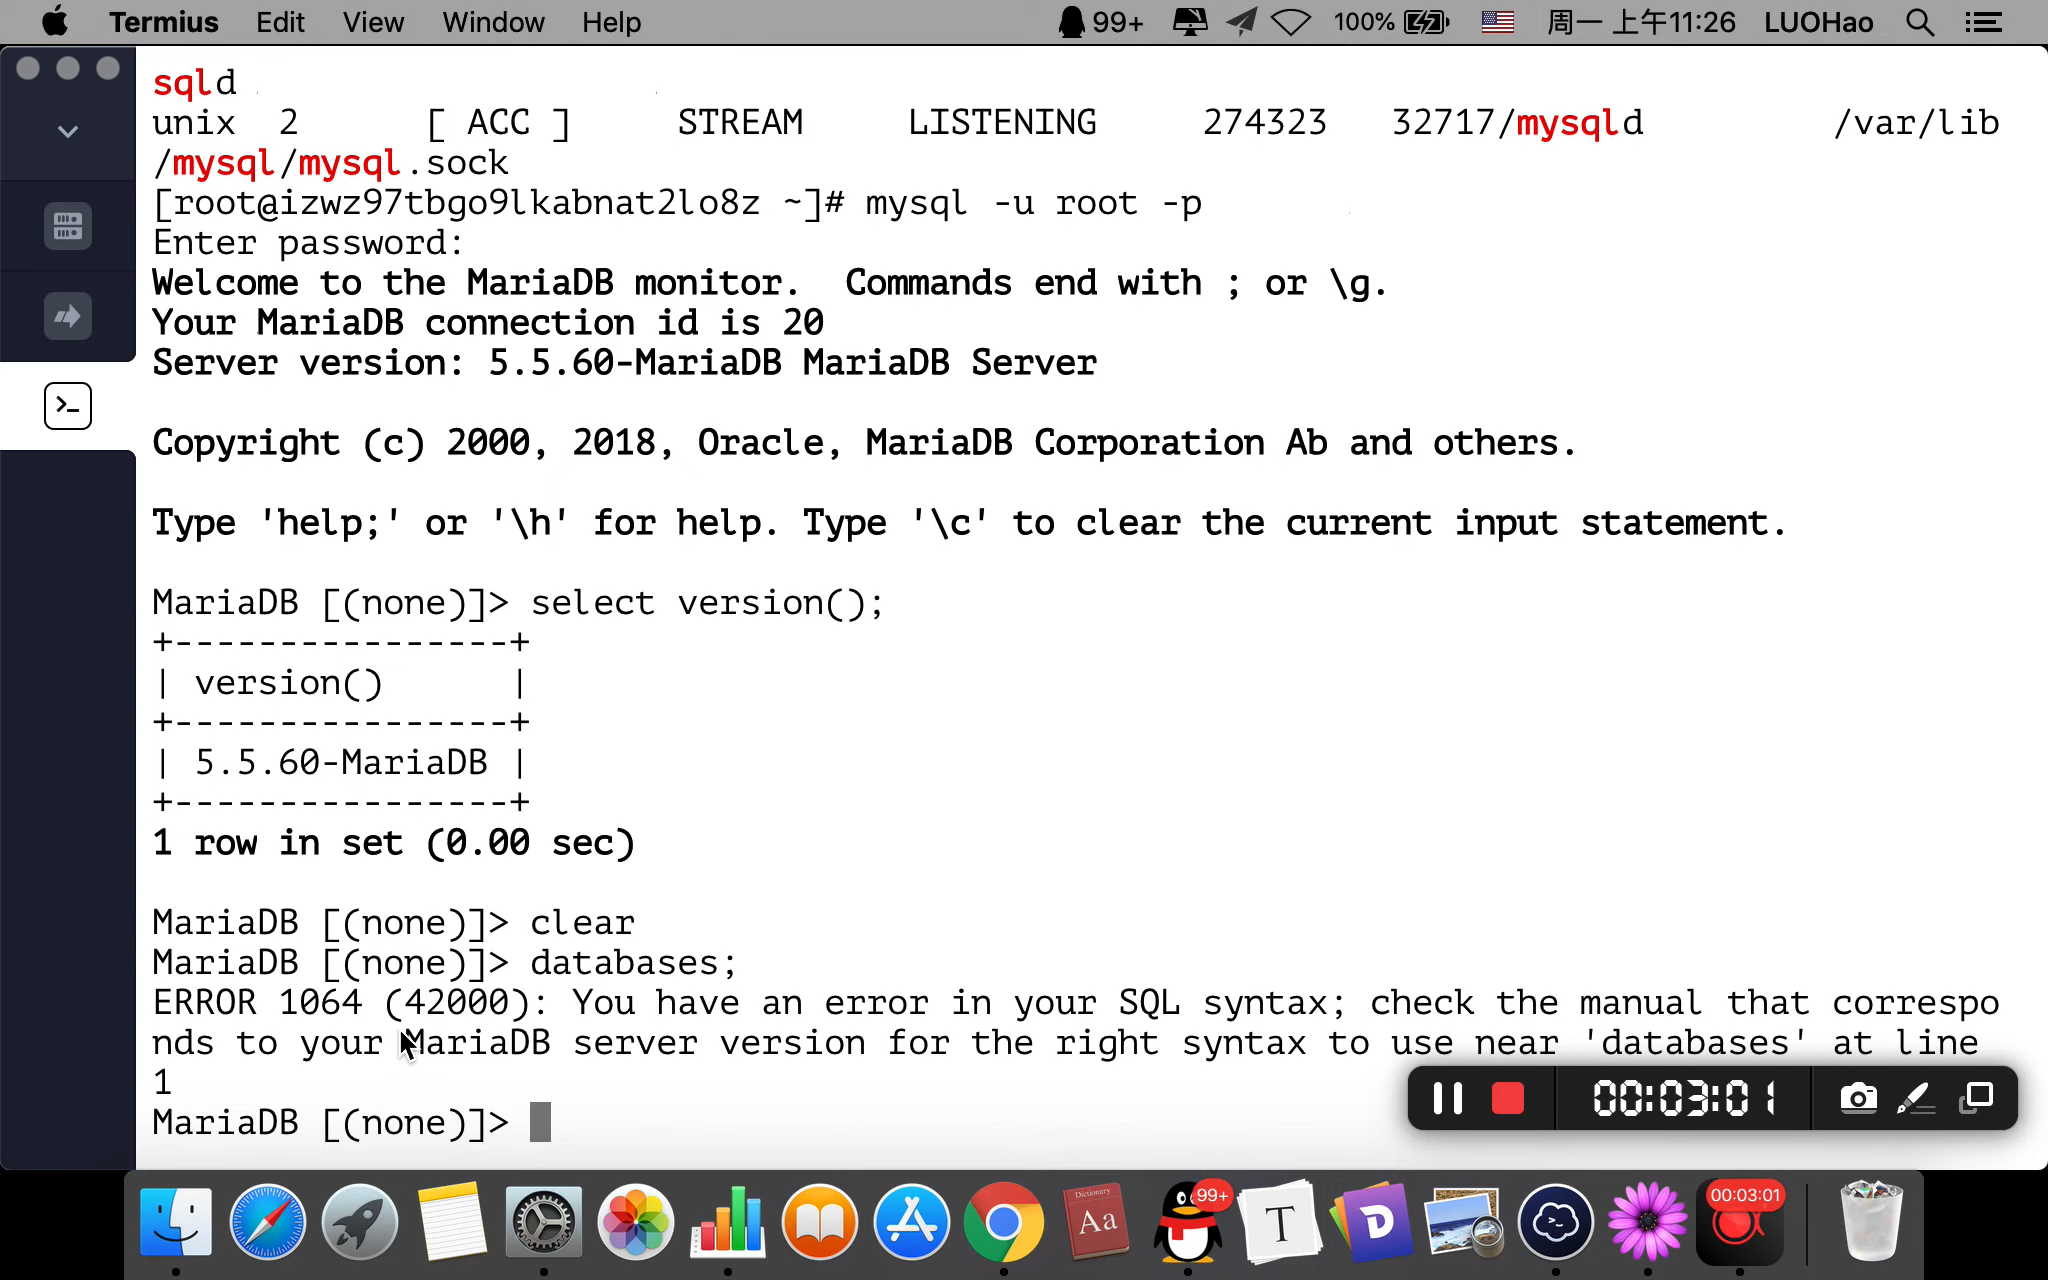 Termius Edit View Window Help 99+ 100% 周一 上午11:26 LUOHao
sqld
unix  2      [ ACC ]     STREAM     LISTENING     274323   32717/mysqld         /var/lib
/mysql/mysql.sock
[root@izwz97tbgo9lkabnat2lo8z ~]# mysql -u root -p
Enter password:
Welcome to the MariaDB monitor.  Commands end with ; or \g.
Your MariaDB connection id is 20
Server version: 5.5.60-MariaDB MariaDB Server
Copyright (c) 2000, 2018, Oracle, MariaDB Corporation Ab and others.
Type 'help;' or '\h' for help. Type '\c' to clear the current input statement.
MariaDB [(none)]> select version();
+----------------+
| version()      |
+----------------+
| 5.5.60-MariaDB |
+----------------+
1 row in set (0.00 sec)
MariaDB [(none)]> clear
MariaDB [(none)]> databases;
ERROR 1064 (42000): You have an error in your SQL syntax; check the manual that correspo
nds to your MariaDB server version for the right syntax to use near 'databases' at line
1
MariaDB [(none)]>
00:03:01
Dictionary
Aa
99+
T
D
00:03:01